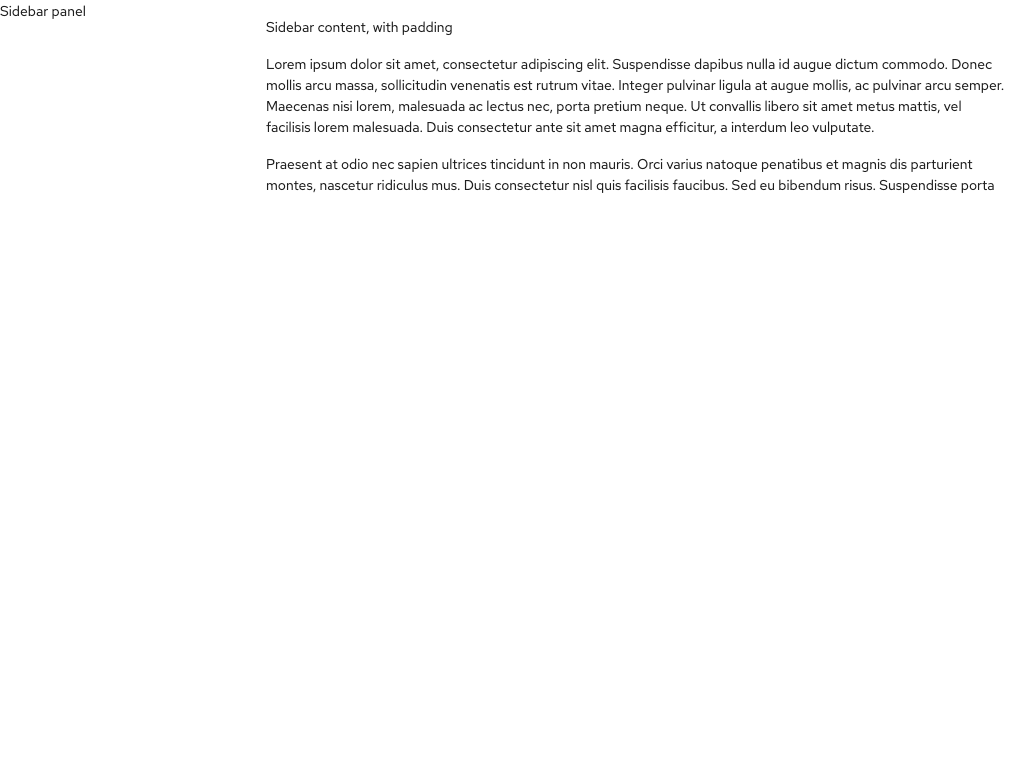 Sidebar panel
Sidebar content, with padding
Lorem ipsum dolor sit amet, consectetur adipiscing elit. Suspendisse dapibus nulla id augue dictum commodo. Donec
mollis arcu massa, sollicitudin venenatis est rutrum vitae. Integer pulvinar ligula at augue mollis, ac pulvinar arcu semper.
Maecenas nisi lorem, malesuada ac lectus nec, porta pretium neque. Ut convallis libero sit amet metus mattis, vel
facilisis lorem malesuada. Duis consectetur ante sit amet magna efficitur, a interdum leo vulputate.
Praesent at odio nec sapien ultrices tincidunt in non mauris. Orci varius natoque penatibus et magnis dis parturient
montes, nascetur ridiculus mus. Duis consectetur nisl quis facilisis faucibus. Sed eu bibendum risus. Suspendisse porta